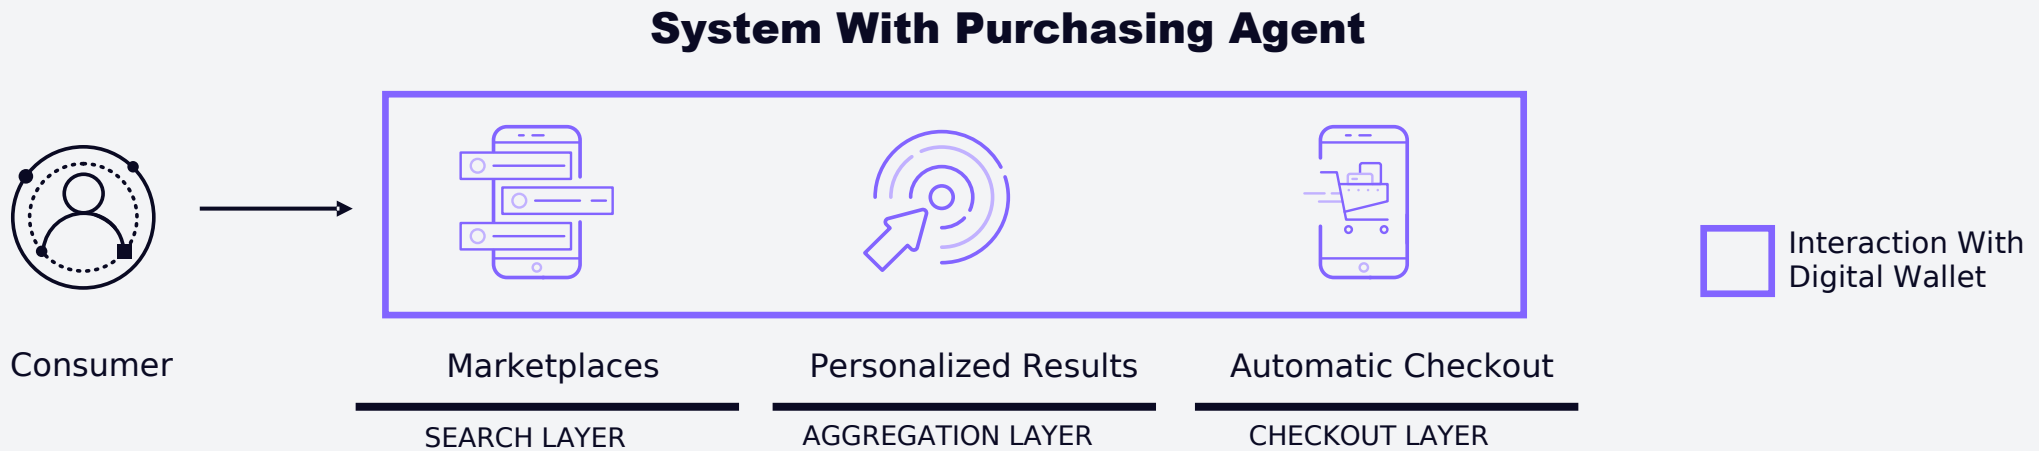 System With Purchasing Agent
Interaction With
Digital Wallet
Consumer
Marketplaces
Personalized Results
Automatic Checkout
SEARCH LAYER
AGGREGATION LAYER
CHECKOUT LAYER